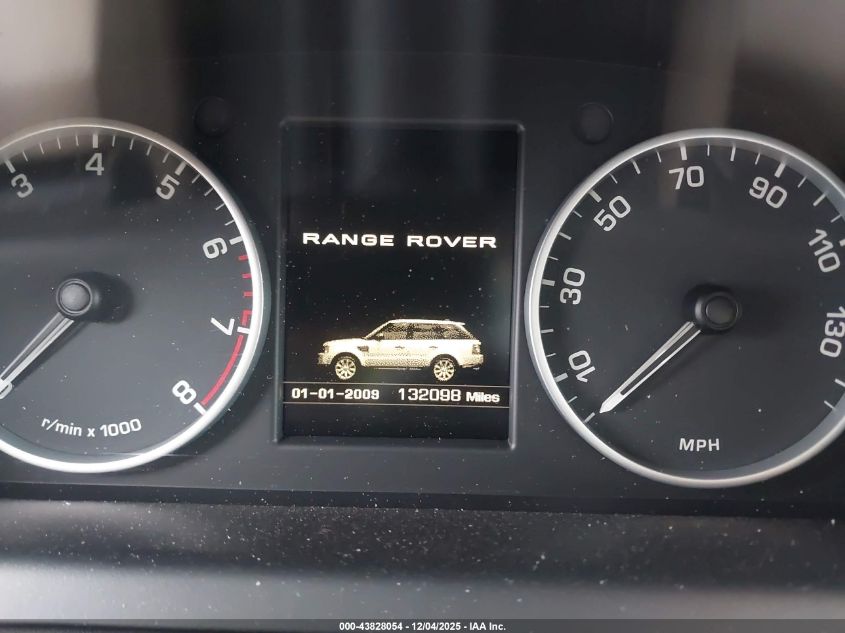 3 4 5 6 7 8
r/min x 1000
RANGE ROVER
01-01-2009 132098 Miles
10 30 50 70 90 110 130
MPH
000-43828054 - 12/04/2025 - IAA Inc.